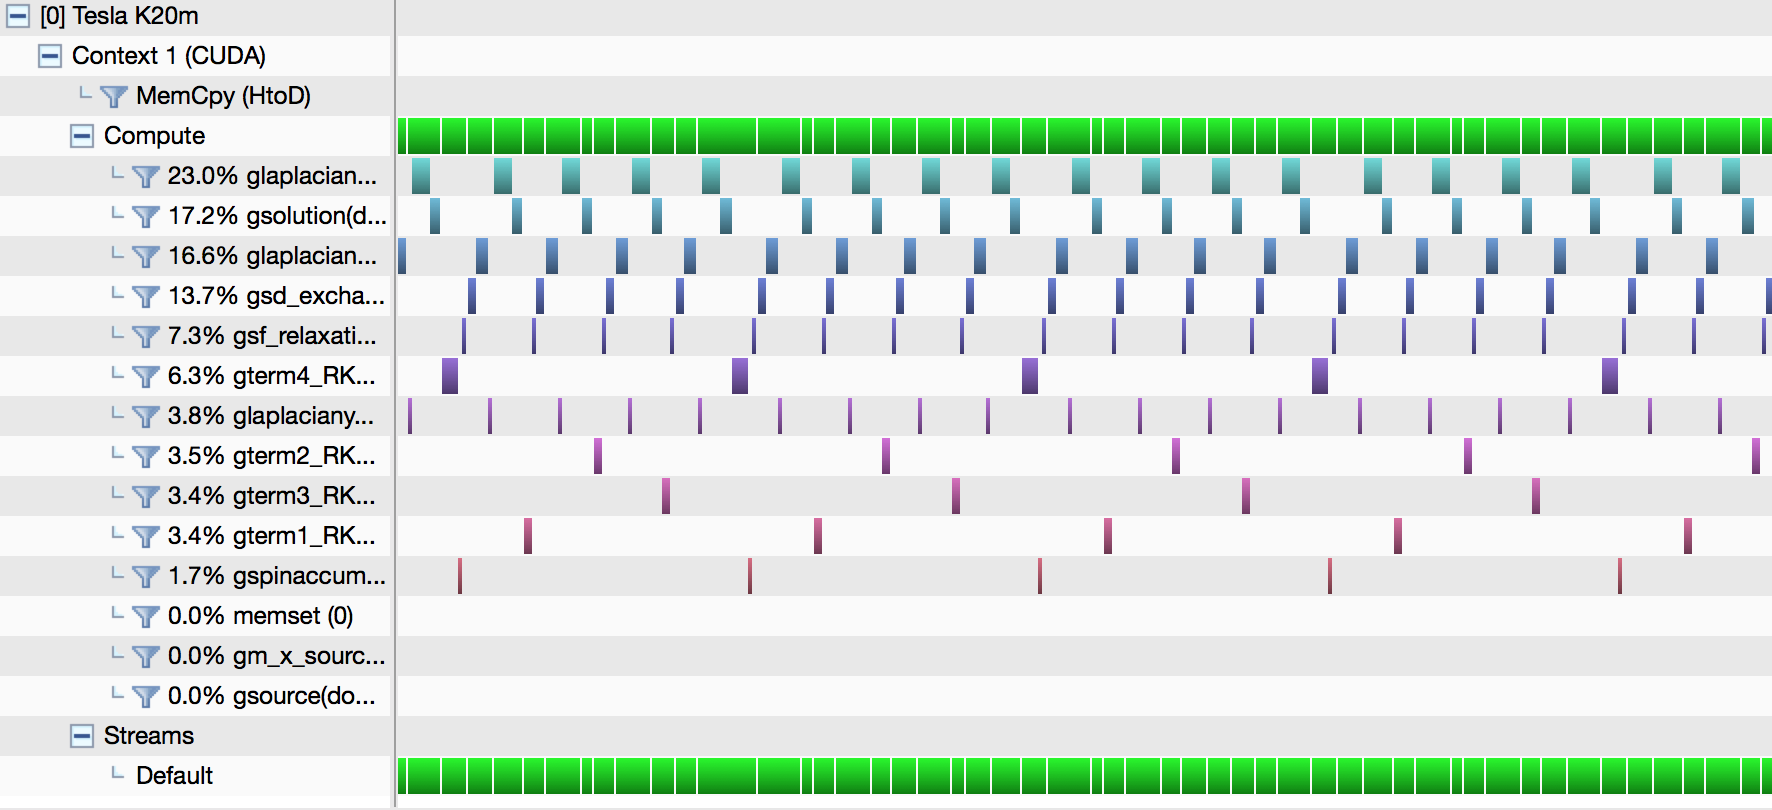 [0] Tesla K20m
Context 1 (CUDA)
MemCpy (HtoD)
Compute
23.0% glaplacian...
17.2% gsolution(d...
16.6% glaplacian...
13.7% gsd_excha...
7.3% gsf_relaxati...
6.3% gterm4_RK...
3.8% glaplaciany...
3.5% gterm2_RK...
3.4% gterm3_RK...
3.4% gterm1_RK...
1.7% gspinaccum...
0.0% memset (0)
0.0% gm_x_sourc...
0.0% gsource(do...
Streams
Default